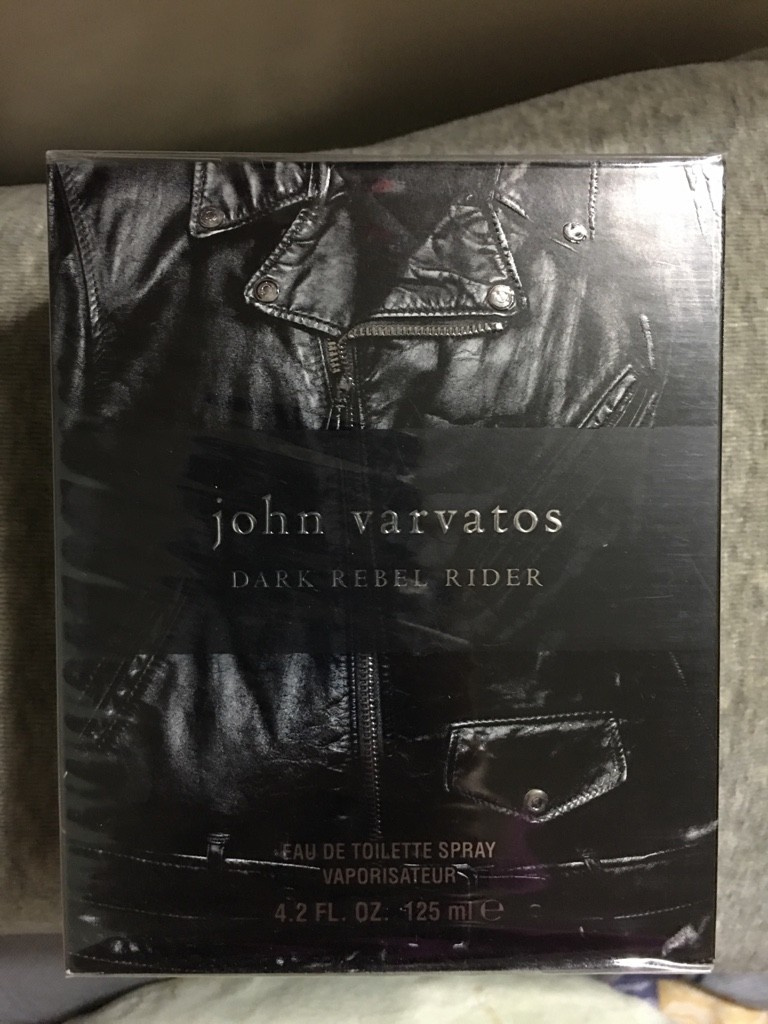 john varvatos
DARK REBEL RIDER
EAU DE TOILETTE SPRAY
VAPORISATEUR
4.2 FL. OZ. 125 ml ℮